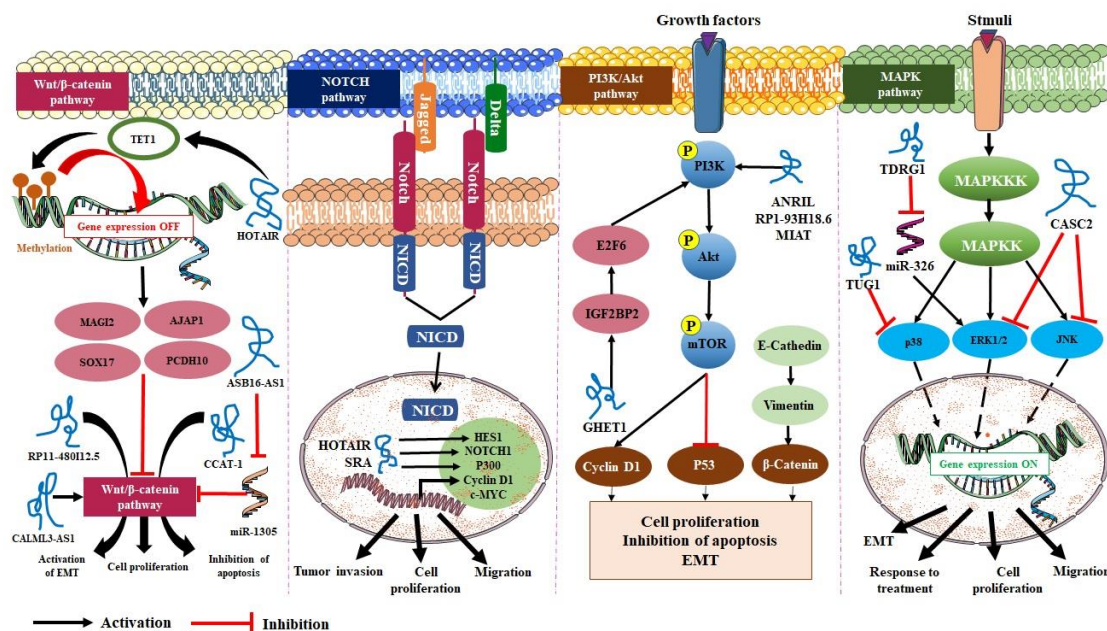 Growth factors
Stmuli
Wnt/β-catenin
pathway
TET1
Gene expression OFF
Methylation
HOTAIR
MAGI2
AJAP1
SOX17
PCDH10
ASB16-AS1
RP11-480I12.5
CCAT-1
Wnt/β-catenin
pathway
CALML3-AS1
miR-1305
Activation
of EMT
Cell proliferation
Inhibition of
apoptosis
NOTCH
pathway
Jagged
Delta
Notch
Notch
NICD
NICD
NICD
NICD
HOTAIR
SRA
HES1
NOTCH1
P300
Cyclin D1
c-MYC
Tumor invasion
Cell
proliferation
Migration
PI3K/Akt
pathway
P
PI3K
ANRIL
RP1-93H18.6
MIAT
E2F6
P
Akt
IGF2BP2
P
mTOR
GHET1
E-Cathedin
Vimentin
Cyclin D1
P53
β-Catenin
Cell proliferation
Inhibition of apoptosis
EMT
MAPK
pathway
TDRG1
MAPKKK
CASC2
MAPKK
miR-326
TUG1
p38
ERK1/2
JNK
Gene expression ON
EMT
Response to
treatment
Cell
proliferation
Migration
Activation
Inhibition